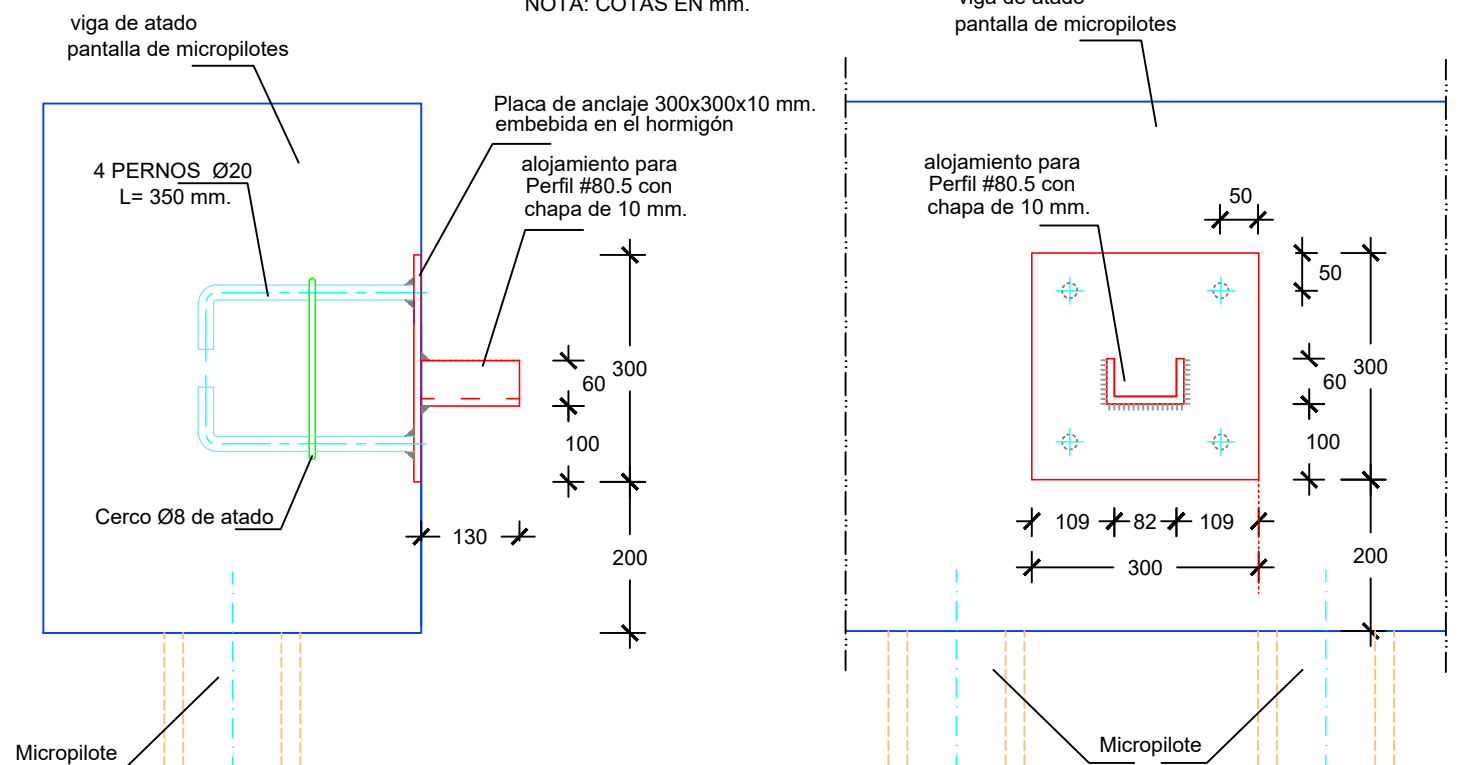 NOTA: COTAS EN mm.
viga de atado
pantalla de micropilotes
Placa de anclaje 300x300x10 mm.
embebida en el hormigón
4 PERNOS Ø20
L= 350 mm.
alojamiento para
Perfil #80.5 con
chapa de 10 mm.
300
60
100
Cerco Ø8 de atado
130
200
Micropilote
viga de atado
pantalla de micropilotes
alojamiento para
Perfil #80.5 con
chapa de 10 mm.
50
50
300
60
100
109
82
109
300
200
Micropilote